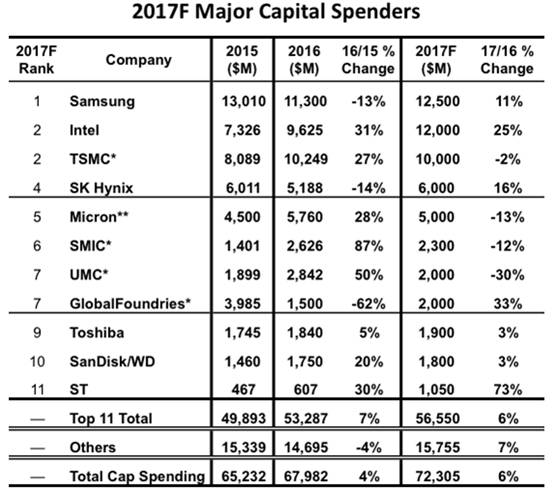 2017F Major Capital Spenders
2017F Rank Company 2015 ($M) 2016 ($M) 16/15 % Change 2017F ($M) 17/16 % Change
1 Samsung 13,010 11,300 -13% 12,500 11%
2 Intel 7,326 9,625 31% 12,000 25%
2 TSMC* 8,089 10,249 27% 10,000 -2%
4 SK Hynix 6,011 5,188 -14% 6,000 16%
5 Micron** 4,500 5,760 28% 5,000 -13%
6 SMIC* 1,401 2,626 87% 2,300 -12%
7 UMC* 1,899 2,842 50% 2,000 -30%
7 GlobalFoundries* 3,985 1,500 -62% 2,000 33%
9 Toshiba 1,745 1,840 5% 1,900 3%
10 SanDisk/WD 1,460 1,750 20% 1,800 3%
11 ST 467 607 30% 1,050 73%
— Top 11 Total 49,893 53,287 7% 56,550 6%
— Others 15,339 14,695 -4% 15,755 7%
— Total Cap Spending 65,232 67,982 4% 72,305 6%